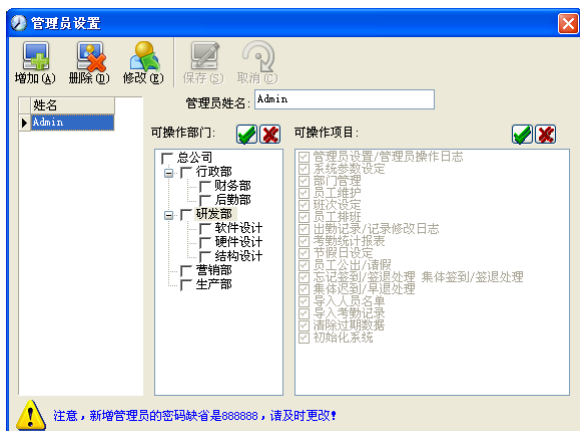 管理员设置
增加(A) 删除(D) 修改(E) 保存(S) 取消(C)
姓名
Admin
管理员姓名: Admin
可操作部门:
总公司
行政部
财务部
后勤部
研发部
软件设计
硬件设计
结构设计
营销部
生产部
可操作项目:
管理员设置/管理员操作日志
系统参数设定
部门管理
员工维护
班次设定
员工排班
出勤记录/记录修改日志
考勤统计报表
节假日设定
员工公出/请假
忘记签到/签退处理 集体签到/签退处理
集体迟到/早退处理
导入人员名单
导入考勤记录
清除过期数据
初始化系统
注意，新增管理员的密码缺省是888888，请及时更改!